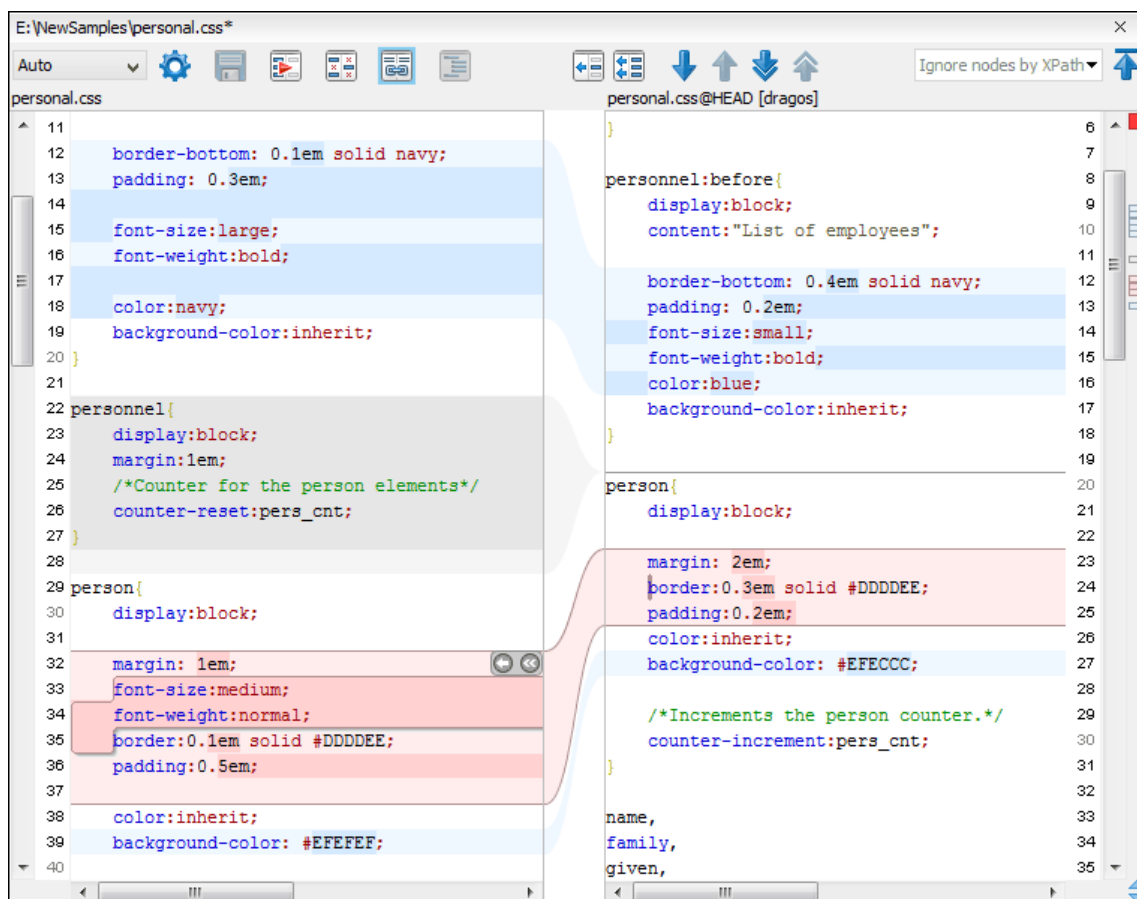 E:\NewSamples\personal.css*
Auto
Ignore nodes by XPath
personal.css
personal.css@HEAD [dragos]
11
12 border-bottom: 0.1em solid navy;
13 padding: 0.3em;
14
15 font-size:large;
16 font-weight:bold;
17
18 color:navy;
19 background-color:inherit;
20 }
21
22 personnel{
23 display:block;
24 margin:1em;
25 /*Counter for the person elements*/
26 counter-reset:pers_cnt;
27 }
28
29 person{
30 display:block;
31
32 margin: 1em;
33 font-size:medium;
34 font-weight:normal;
35 border:0.1em solid #DDDDEE;
36 padding:0.5em;
37
38 color:inherit;
39 background-color: #EFEFEF;
40
} 6
7
personnel:before{ 8
display:block; 9
content:"List of employees"; 10
11
border-bottom: 0.4em solid navy; 12
padding: 0.2em; 13
font-size:small; 14
font-weight:bold; 15
color:blue; 16
background-color:inherit; 17
} 18
19
person{ 20
display:block; 21
22
margin: 2em; 23
border:0.3em solid #DDDDEE; 24
padding:0.2em; 25
color:inherit; 26
background-color: #EFECCC; 27
28
/*Increments the person counter.*/ 29
counter-increment:pers_cnt; 30
} 31
32
name, 33
family, 34
given, 35